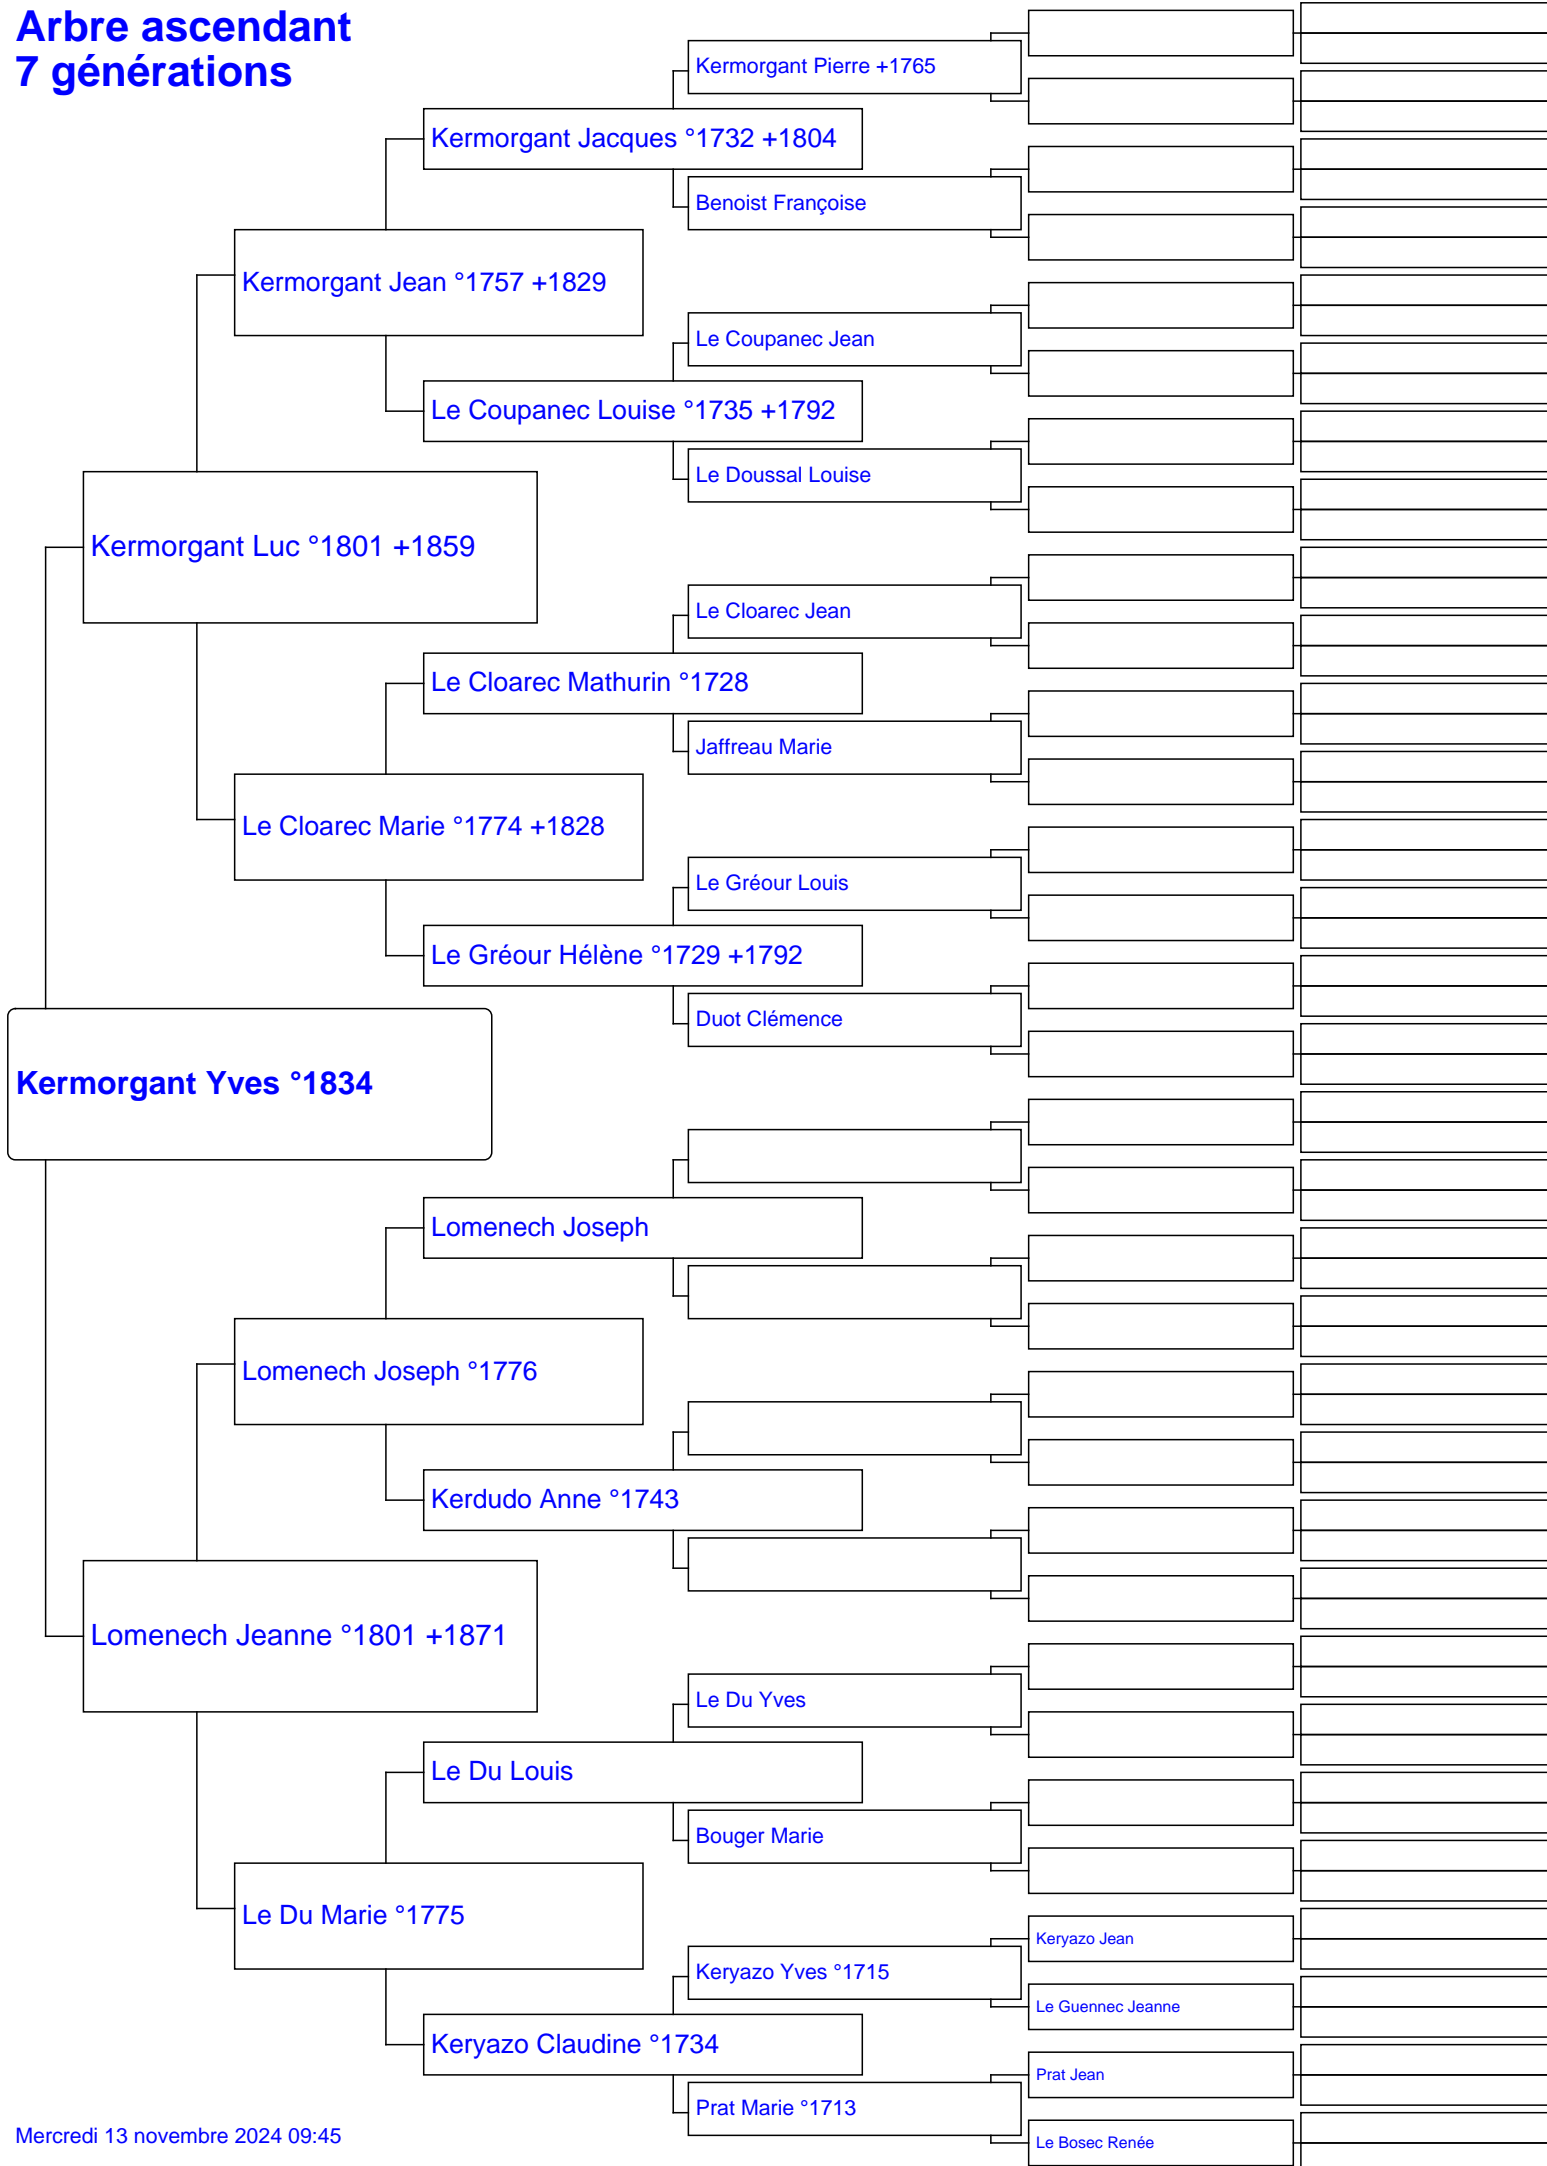 Arbre ascendant
7 générations
Kermorgant Pierre +1765
Kermorgant Jacques °1732 +1804
Benoist Françoise
Kermorgant Jean °1757 +1829
Le Coupanec Jean
Le Coupanec Louise °1735 +1792
Le Doussal Louise
Kermorgant Luc °1801 +1859
Le Cloarec Jean
Le Cloarec Mathurin °1728
Jaffreau Marie
Le Cloarec Marie °1774 +1828
Le Gréour Louis
Le Gréour Hélène °1729 +1792
Duot Clémence
Kermorgant Yves °1834
Lomenech Joseph
Lomenech Joseph °1776
Kerdudo Anne °1743
Lomenech Jeanne °1801 +1871
Le Du Yves
Le Du Louis
Bouger Marie
Le Du Marie °1775
Keryazo Jean
Keryazo Yves °1715
Le Guennec Jeanne
Keryazo Claudine °1734
Prat Jean
Prat Marie °1713
Le Bosec Renée
Mercredi 13 novembre 2024 09:45